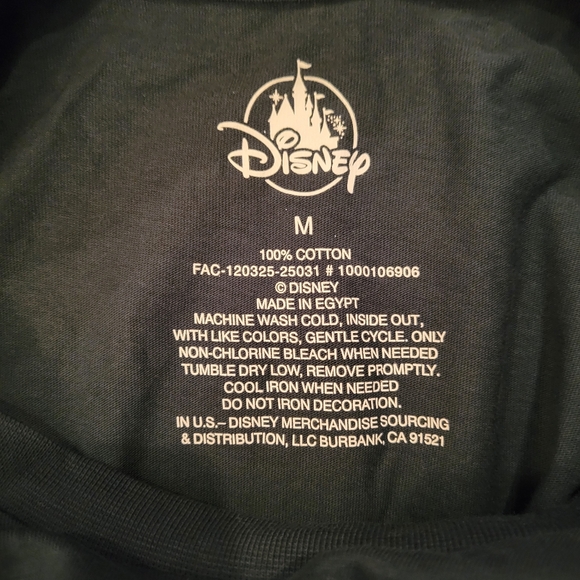 Disney
M
100% COTTON
FAC-120325-25031 # 1000106906
© DISNEY
MADE IN EGYPT
MACHINE WASH COLD, INSIDE OUT,
WITH LIKE COLORS, GENTLE CYCLE. ONLY
NON-CHLORINE BLEACH WHEN NEEDED
TUMBLE DRY LOW, REMOVE PROMPTLY.
COOL IRON WHEN NEEDED
DO NOT IRON DECORATION.
IN U.S.– DISNEY MERCHANDISE SOURCING
& DISTRIBUTION, LLC BURBANK, CA 91521